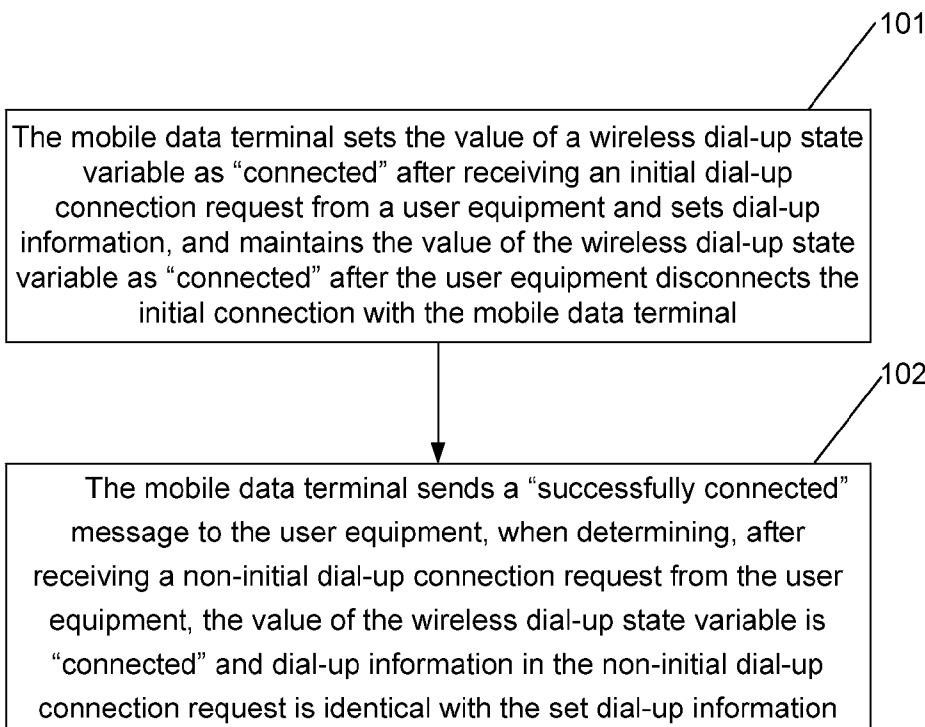 101
The mobile data terminal sets the value of a wireless dial-up state
variable as “connected” after receiving an initial dial-up
connection request from a user equipment and sets dial-up
information, and maintains the value of the wireless dial-up state
variable as “connected” after the user equipment disconnects the
initial connection with the mobile data terminal
102
The mobile data terminal sends a “successfully connected”
message to the user equipment, when determining, after
receiving a non-initial dial-up connection request from the user
equipment, the value of the wireless dial-up state variable is
“connected” and dial-up information in the non-initial dial-up
connection request is identical with the set dial-up information